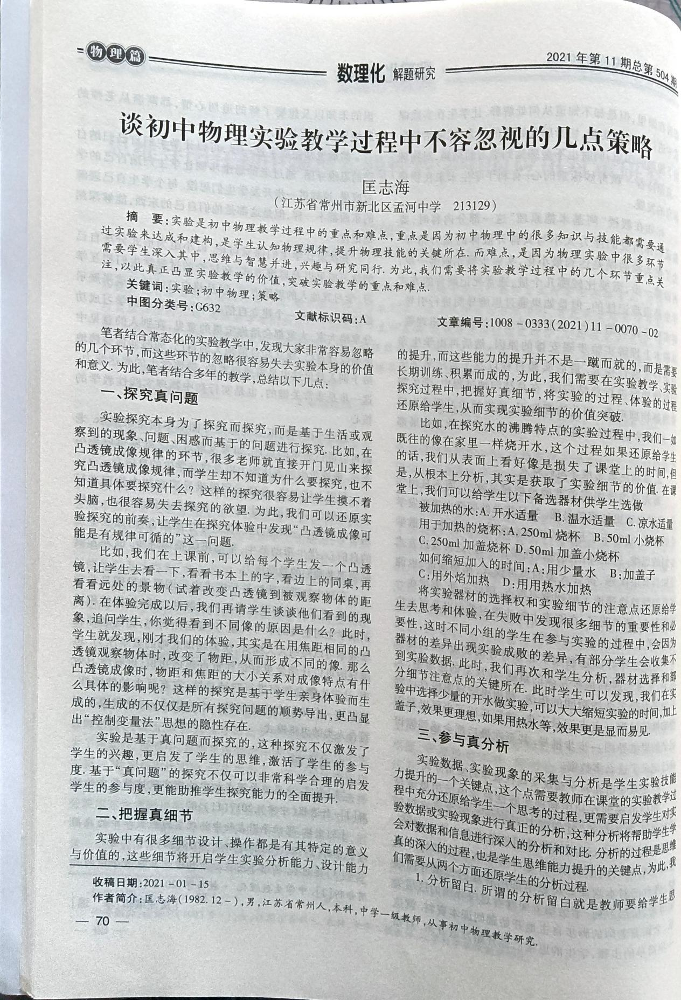 物理篇
数理化 解题研究
2021年第11期总第504期
谈初中物理实验教学过程中不容忽视的几点策略
匡志海
(江苏省常州市新北区孟河中学 213129)
摘 要:实验是初中物理教学过程中的重点和难点,重点是因为初中物理中的很多知识与技能都需要通
过实验来达成和建构,是学生认知物理规律,提升物理技能的关键所在.而难点,是因为物理实验中很多环节
需要学生深入其中,思维与智慧并进,兴趣与研究同行.为此,我们需要将实验教学过程中的几个环节重点关
注,以此真正凸显实验教学的价值,突破实验教学的重点和难点.
关键词:实验;初中物理;策略
中图分类号:G632 文献标识码:A 文章编号:1008-0333(2021)11-0070-02
笔者结合常态化的实验教学中,发现大家非常容易忽略
的几个环节,而这些环节的忽略很容易失去实验本身的价值
和意义.为此,笔者结合多年的教学,总结以下几点:
一、探究真问题
实验探究本身为了探究而探究,而是基于生活或观
察到的现象、问题、困惑而基于的问题进行探究.比如,在
凸透镜成像规律的环节,很多老师就直接开门见山来探
究凸透镜成像规律,而学生却不知道为什么要探究,也不
知道具体要探究什么?这样的探究很容易让学生摸不着
头脑,也很容易失去探究的欲望.为此,我们可以还原实
验探究的前奏,让学生在探究体验中发现“凸透镜成像可
能是有规律可循的”这一问题.
比如,我们在上课前,可以给每个学生发一个凸透
镜,让学生去看一下,看看书本上的字,看边上的同桌,再
看看远处的景物(试着改变凸透镜到被观察物体的距
离).在体验完成以后,我们再请学生谈谈他们看到的现
象,追问学生,你觉得看到不同像的原因是什么?此时,
学生就发现,刚才我们的体验,其实是在用焦距相同的凸
透镜观察物体时,改变了物距,从而形成不同的像.那么
凸透镜成像时,物距和焦距的大小关系对成像特点有什
么具体的影响呢?这样的探究是基于学生亲身体验而生
成的,生成的不仅仅是所有探究问题的顺势导出,更凸显
出“控制变量法”思想的隐性存在.
实验是基于真问题而探究的,这种探究不仅激发了
学生的兴趣,更启发了学生的思维,激活了学生的参与
度.基于“真问题”的探究不仅可以非常科学合理的启发
学生的参与度,更能助推学生探究能力的全面提升.
二、把握真细节
实验中有很多细节设计、操作都是有其特定的意义
与价值的,这些细节将开启学生实验分析能力、设计能力
的提升,而这些能力的提升并不是一蹴而就的,而是需要
长期训练、积累而成的,为此,我们需要在实验教学、实验
探究过程中,把握好真细节,将实验的过程、体验的过程
还原给学生,从而实现实验细节的价值突破.
比如,在探究水的沸腾特点的实验过程中,我们一如
既往的像在家里一样烧开水,这个过程如果还原给学生
的话,我们从表面上看好像是损失了课堂上的时间,但
是,从根本上分析,其实是获取了实验细节的价值.在课
堂上,我们可以给学生以下备选器材供学生选做
被加热的水:A.开水适量 B.温水适量 C.凉水适量
用于加热的烧杯:A.250ml烧杯 B.50ml小烧杯
C.250ml加盖烧杯 D.50ml加盖小烧杯
如何缩短加入的时间:A:用少量水 B:加盖子
C:用外焰加热 D:用用热水加热
将实验器材的选择权和实验细节的注意点还原给学
生去思考和体验,在失败中发现很多细节的重要性和必
要性,这时不同小组的学生在参与实验的过程中,会因为
器材的差异出现实验成败的差异,有部分学生会收集不
到实验数据.此时,我们再次和学生分析,器材选择和部
分细节注意点的关键所在.此时学生可以发现,我们在实
验中选择少量的开水做实验,可以大大缩短实验的时间,加上
盖子,效果更理想,如果用热水等,效果更是显而易见.
三、参与真分析
实验数据、实验现象的采集与分析是学生实验技能
力提升的一个关键点,这个点需要教师在课堂的实验教学过
程中充分还原给学生一个思考的过程,更需要启发学生对实
验数据或实验现象进行真正的分析,这种分析将帮助学生学
会对数据和信息进行深入的分析和对比.分析的过程是思维
真的深入的过程,也是学生思维能力提升的关键点,为此,我
们需要从两个方面还原学生的分析过程.
1.分析留白.所谓的分析留白就是教师要给学生思
收稿日期:2021-01-15
作者简介:匡志海(1982.12-),男,江苏省常州人,本科,中学一级教师,从事初中物理教学研究.
— 70 —